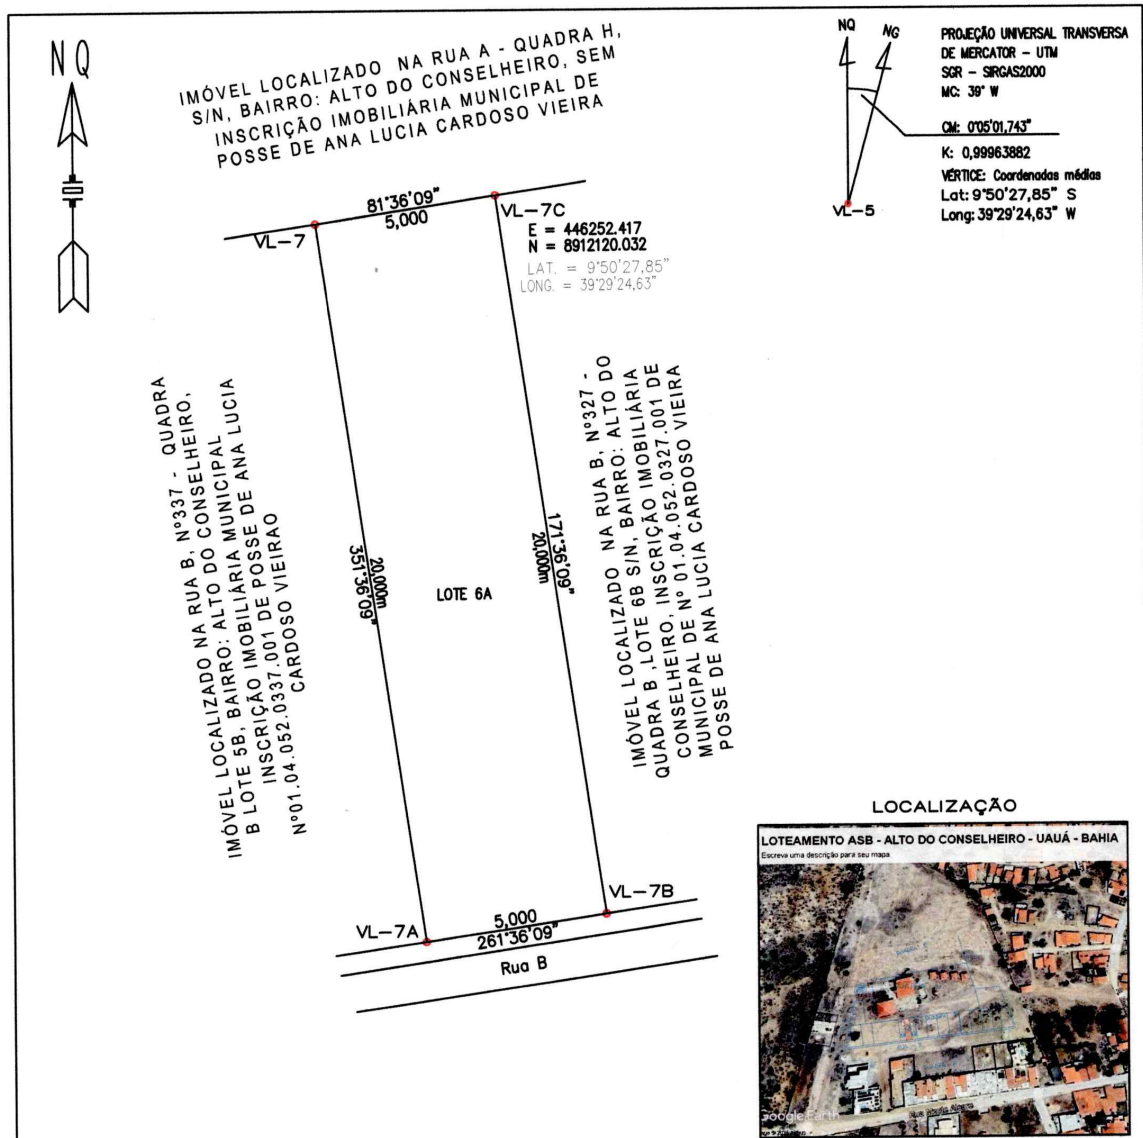 NQ
IMÓVEL LOCALIZADO NA RUA A - QUADRA H,
S/N, BAIRRO: ALTO DO CONSELHEIRO, SEM
INSCRIÇÃO IMOBILIÁRIA MUNICIPAL DE
POSSE DE ANA LUCIA CARDOSO VIEIRA
NQ
NG
VL-5
PROJEÇÃO UNIVERSAL TRANSVERSA
DE MERCATOR - UTM
SGR - SIRGAS2000
MC: 39° W
CM: 0°05'01,743"
K: 0,99963882
VÉRTICE: Coordenadas médias
Lat: 9°50'27,85" S
Long: 39°29'24,63" W
81°36'09"
5,000
VL-7
VL-7C
E = 446252.417
N = 8912120.032
LAT. = 9°50'27,85"
LONG. = 39°29'24,63"
IMÓVEL LOCALIZADO NA RUA B, Nº337 - QUADRA
B LOTE 5B, BAIRRO: ALTO DO CONSELHEIRO,
INSCRIÇÃO IMOBILIÁRIA MUNICIPAL
Nº01.04.052.0337.001 DE POSSE DE ANA LUCIA
CARDOSO VIEIRAO
20,000m
351°36'09"
LOTE 6A
171°36'09"
20,000m
IMÓVEL LOCALIZADO NA RUA B, Nº327 -
QUADRA B ,LOTE 6B S/N, BAIRRO: ALTO DO
CONSELHEIRO, INSCRIÇÃO IMOBILIÁRIA
MUNICIPAL DE Nº 01.04.052.0327.001 DE
POSSE DE ANA LUCIA CARDOSO VIEIRA
VL-7A
5,000
261°36'09"
VL-7B
Rua B
LOCALIZAÇÃO
LOTEAMENTO ASB - ALTO DO CONSELHEIRO - UAUÁ - BAHIA
Escreva uma descrição para seu mapa
Google Earth
Rua Monte Alegre